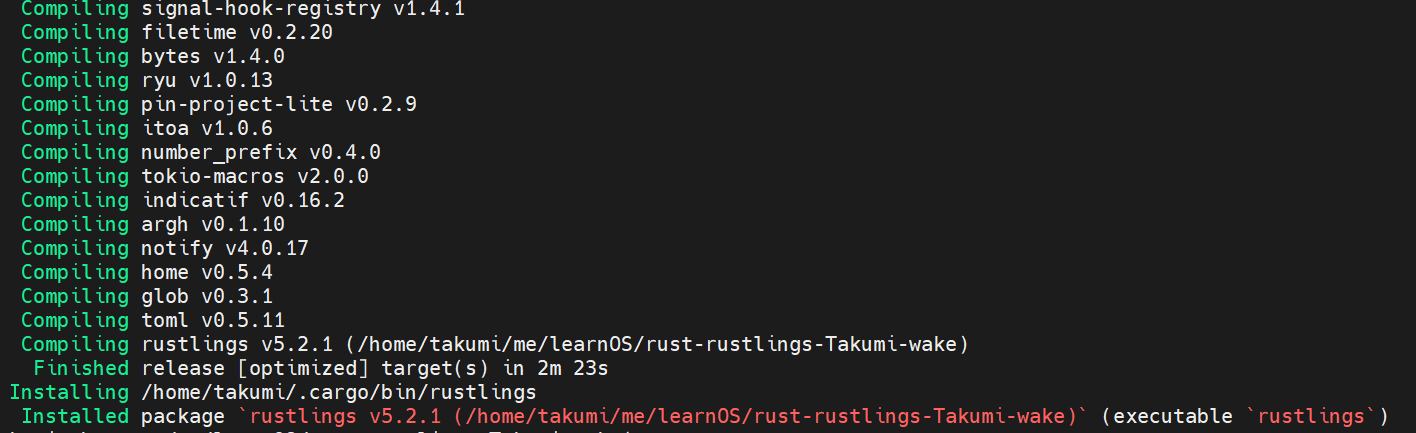 Compiling signal-hook-registry v1.4.1
Compiling filetime v0.2.20
Compiling bytes v1.4.0
Compiling ryu v1.0.13
Compiling pin-project-lite v0.2.9
Compiling itoa v1.0.6
Compiling number_prefix v0.4.0
Compiling tokio-macros v2.0.0
Compiling indicatif v0.16.2
Compiling argh v0.1.10
Compiling notify v4.0.17
Compiling home v0.5.4
Compiling glob v0.3.1
Compiling toml v0.5.11
Compiling rustlings v5.2.1 (/home/takumi/me/learnOS/rust-rustlings-Takumi-wake)
Finished release [optimized] target(s) in 2m 23s
Installing /home/takumi/.cargo/bin/rustlings
Installed package `rustlings v5.2.1 (/home/takumi/me/learnOS/rust-rustlings-Takumi-wake)` (executable `rustlings`)